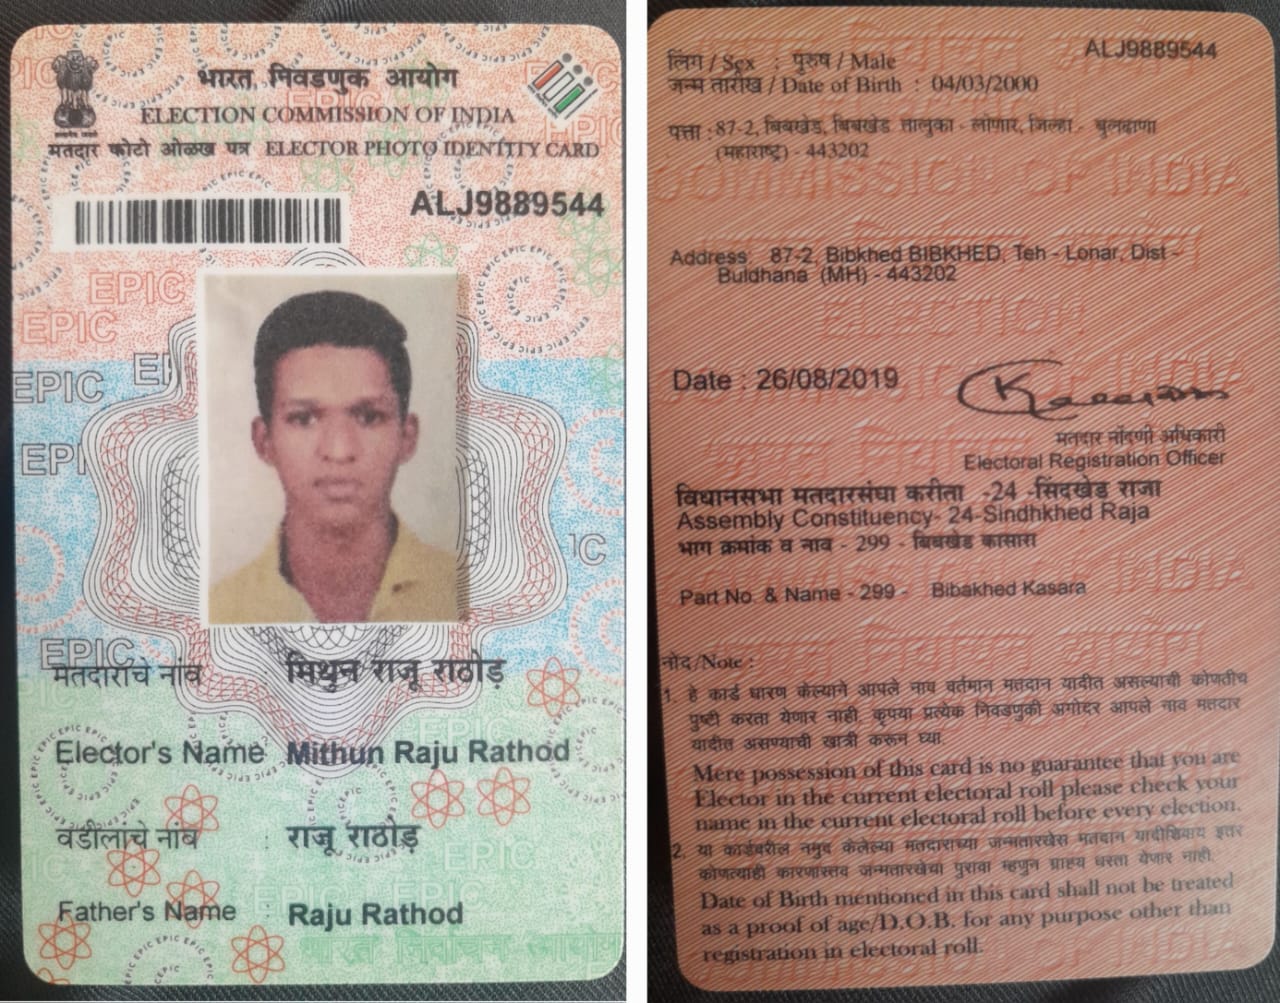 भारत निवडणुक आयोग
ELECTION COMMISSION OF INDIA
मतदार फोटो ओळख पत्र ELECTOR PHOTO IDENTITY CARD
ALJ9889544
EPIC
EPIC
EPIC
EPIC
मतदाराचे नांव मिथुन राजू राठोड़
Elector's Name : Mithun Raju Rathod
वडीलांचे नांव : राजू राठोड़
Father's Name : Raju Rathod
भारत निर्वाचन आयोग
ALJ9889544
लिंग / Sex : पुरुष / Male
जन्म तारीख / Date of Birth : 04/03/2000
पत्ता : 87-2, बिबखेड, बिबखेड तालुका - लोणार, जिल्हा - बुलढाणा
(महाराष्ट्र) - 443202
Address 87-2, Bibkhed BIBKHED, Teh - Lonar, Dist -
Buldhana (MH) - 443202
Date : 26/08/2019
मतदार नोंदणी अधिकारी
Electoral Registration Officer
विधानसभा मतदारसंघा करीता -24 -सिंदखेड राजा
Assembly Constituency- 24-Sindhkhed Raja
भाग क्रमांक व नाव - 299 - बिबखेड कासारा
Part No. & Name - 299 - Bibakhed Kasara
नोंद /Note :
1. हे कार्ड धारण केल्याने आपले नाव वर्तमान मतदान यादीत असल्याची कोणतीच
पुष्टी करता येणार नाही, कृपया प्रत्येक निवडणुकी अगोदर आपले नाव मतदार
यादीत असण्याची खात्री करून घ्या.
Mere possession of this card is no guarantee that you are
Elector in the current electoral roll please check your
name in the current electoral roll before every election.
2. या कार्डवरील नमुद केलेल्या मतदाराच्या जन्मतारखेस मतदान यादीशिवाय इतर
कोणत्याही कारणास्तव जन्मतारखेचा पुरावा म्हणुन ग्राह्य धरता येणार नाही.
Date of Birth mentioned in this card shall not be treated
as a proof of age/D.O.B. for any purpose other than
registration in electoral roll.